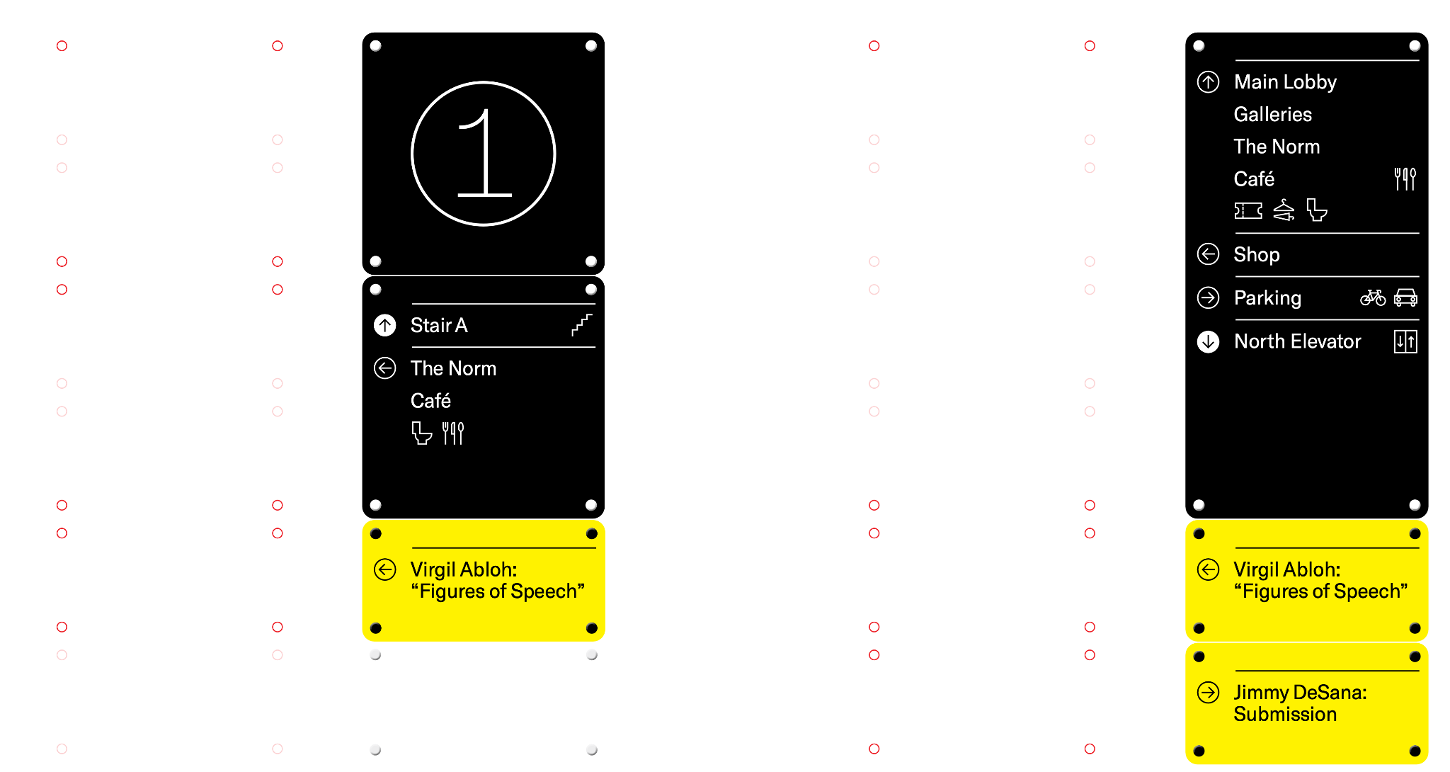 1
Stair A
The Norm
Café
Virgil Abloh:
“Figures of Speech”
Main Lobby
Galleries
The Norm
Café
Shop
Parking
North Elevator
Virgil Abloh:
“Figures of Speech”
Jimmy DeSana:
Submission